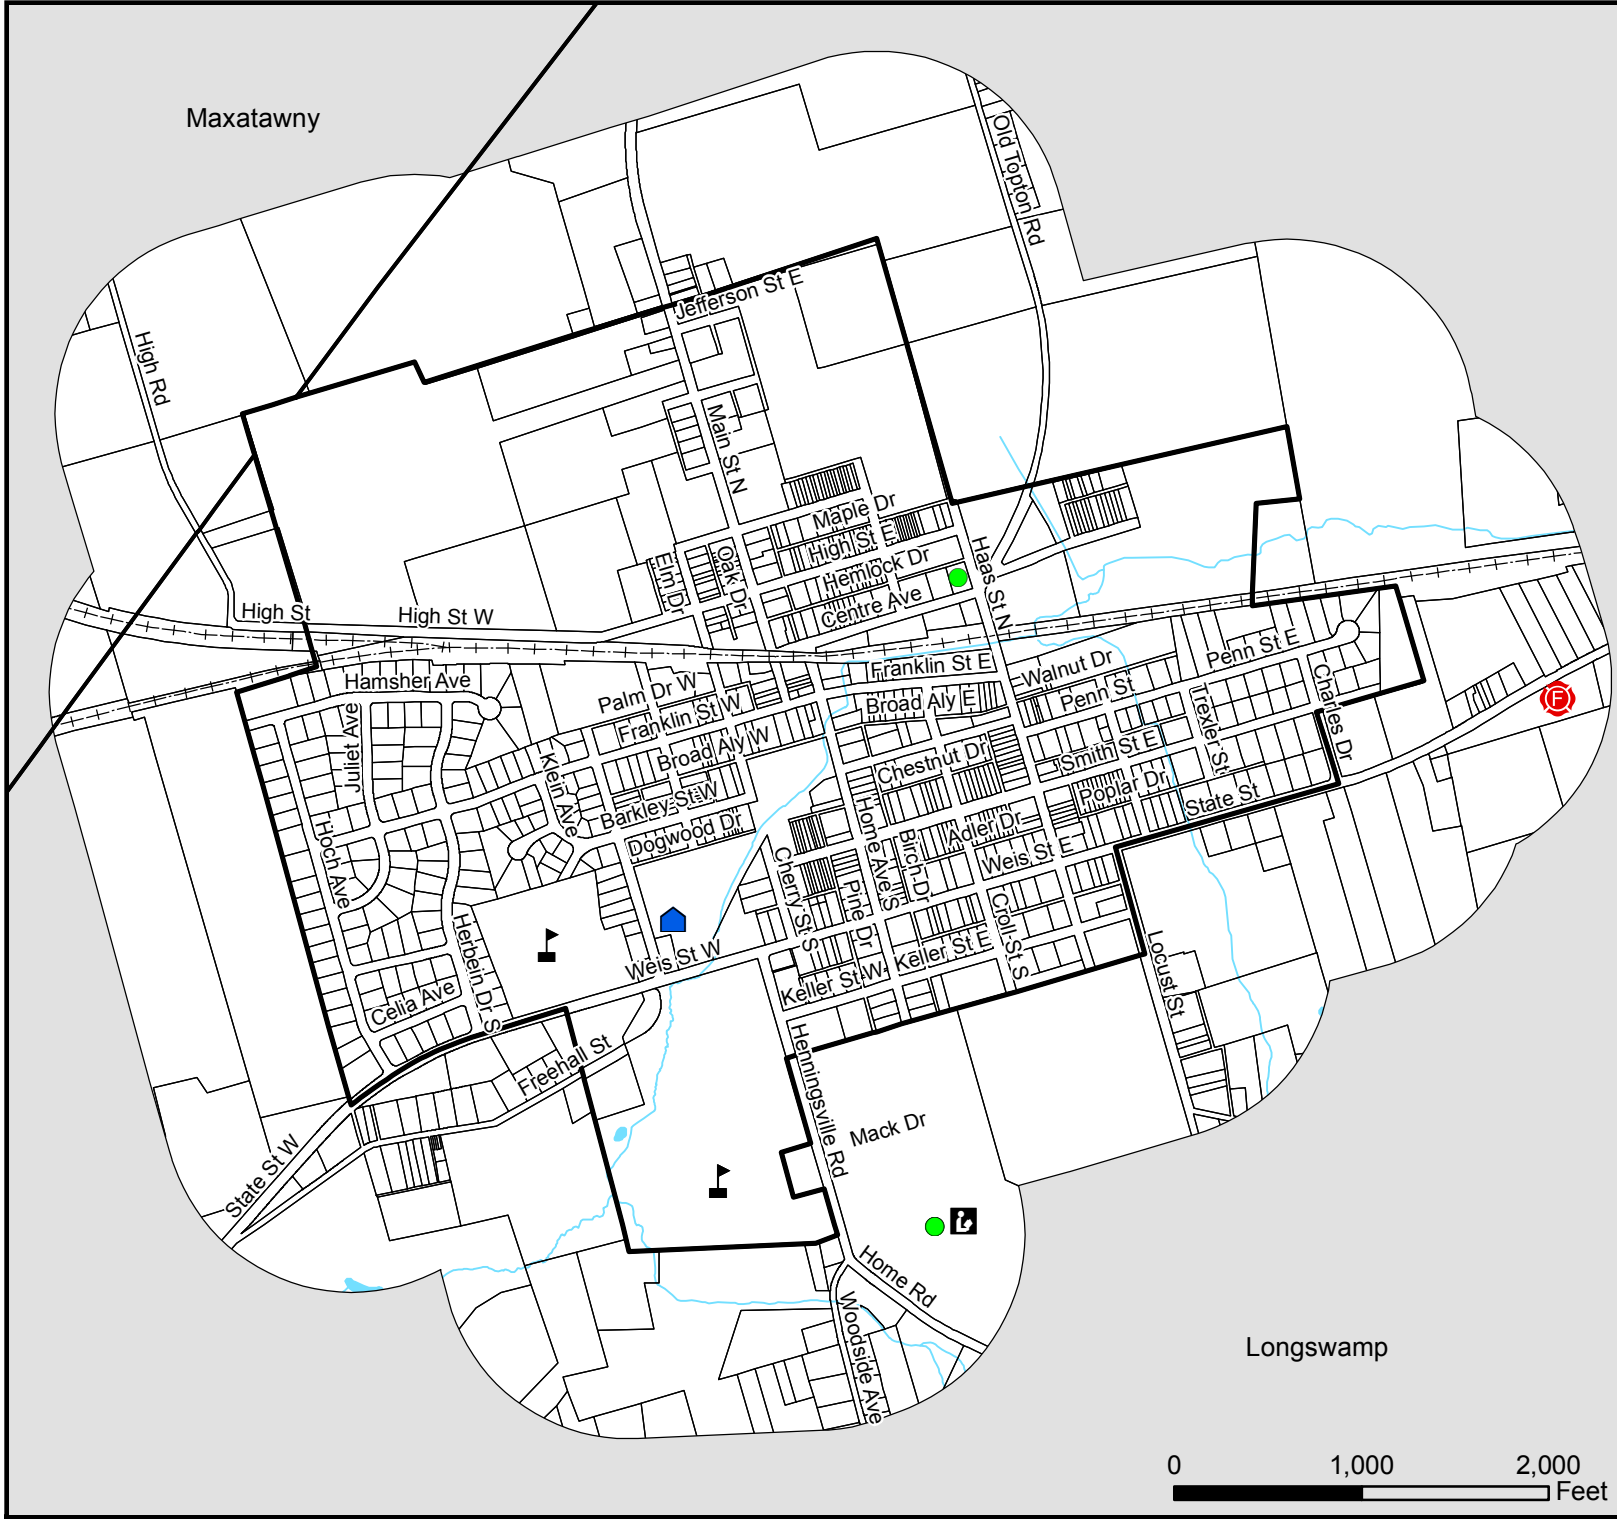 Maxatawny
Old Topton Rd
Jefferson St E
High Rd
Main St N
Maple Dr
High St E
Hemlock Dr
Centre Ave
Elm Dr
Oak Dr
Haas St N
High St
High St W
Franklin St E
Walnut Dr
Penn St E
Penn St
Broad Aly E
Hamsher Ave
Palm Dr W
Franklin St W
Broad Aly W
Juliet Ave
Klein Ave
Barkley St W
Dogwood Dr
Chestnut Dr
Smith St E
Poplar Dr
Trexler St
Charles Dr
State St
F
Adler Dr
Weis St E
Hoch Ave
Home Ave S
Birch Dr
Cherry St S
Pine Dr
Croll St S
Herbein Dr S
Weis St W
Keller St W
Keller St E
Locust St
Celia Ave
Freehall St
Henningsville Rd
Mack Dr
State St W
Home Rd
Woodside Ave
Longswamp
0 1,000 2,000
Feet